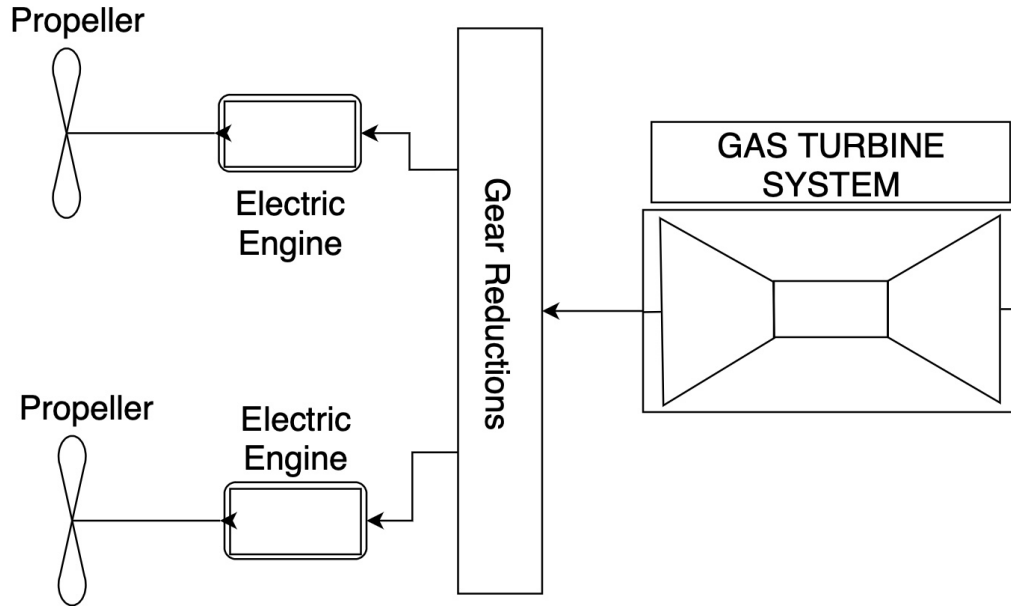 Propeller
Electric
Engine
Gear Reductions
GAS TURBINE
SYSTEM
Propeller
Electric
Engine